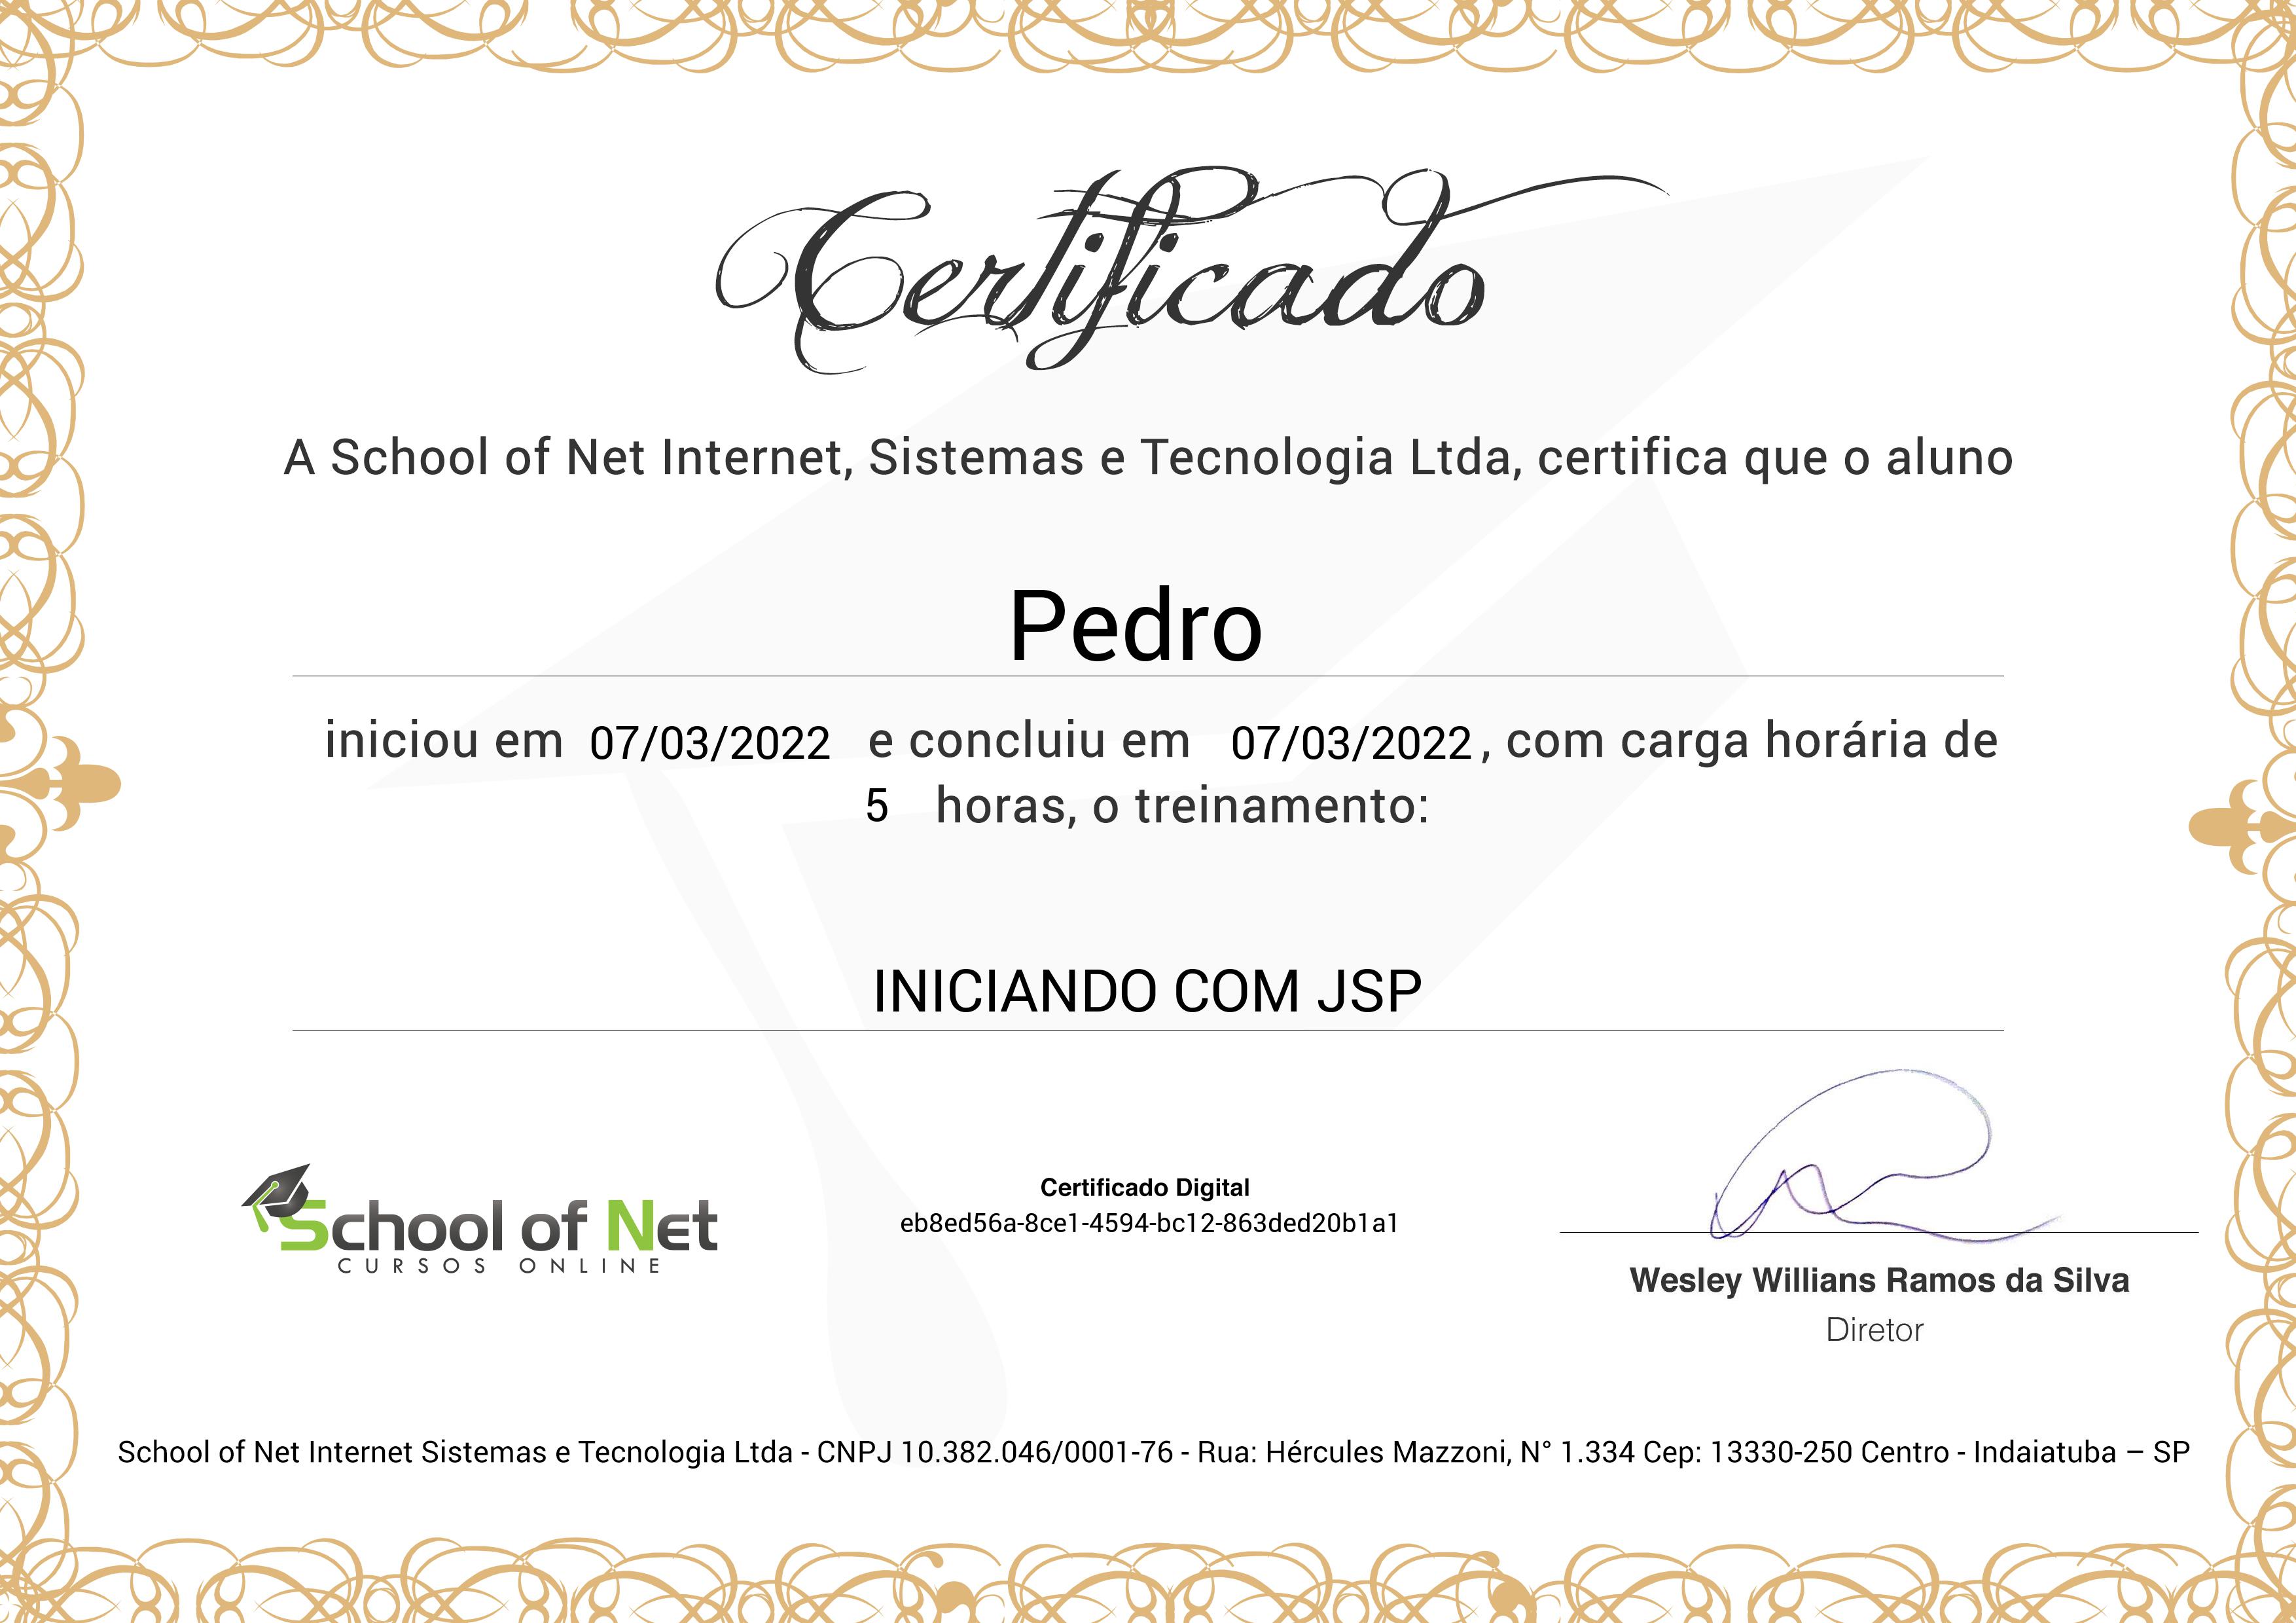 Certificado
A School of Net Internet, Sistemas e Tecnologia Ltda, certifica que o aluno
Pedro
iniciou em 07/03/2022 e concluiu em 07/03/2022, com carga horária de
5 horas, o treinamento:
INICIANDO COM JSP
School of Net
CURSOS ONLINE
Certificado Digital
eb8ed56a-8ce1-4594-bc12-863ded20b1a1
Wesley Willians Ramos da Silva
Diretor
School of Net Internet Sistemas e Tecnologia Ltda - CNPJ 10.382.046/0001-76 - Rua: Hércules Mazzoni, N° 1.334 Cep: 13330-250 Centro - Indaiatuba – SP